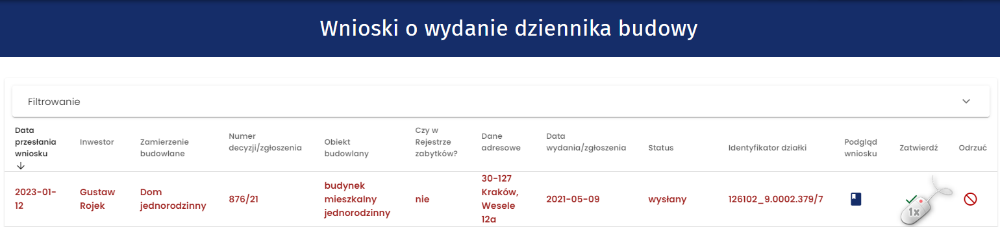 Wnioski o wydanie dziennika budowy
Filtrowanie
Data
przesłania
wniosku
Inwestor
Zamierzenie
budowlane
Numer
decyzji/zgłoszenia
Obiekt
budowlany
Czy w
Rejestrze
zabytków?
Dane
adresowe
Data
wydania/zgłoszenia
Status
Identyfikator działki
Podgląd
wniosku
Zatwierdź
Odrzuć
2023-01-
12
Gustaw
Rojek
Dom
jednorodzinny
876/21
budynek
mieszkalny
jednorodzinny
nie
30-127
Kraków,
Wesele
12a
2021-05-09
wysłany
126102_9.0002.379/7
1x